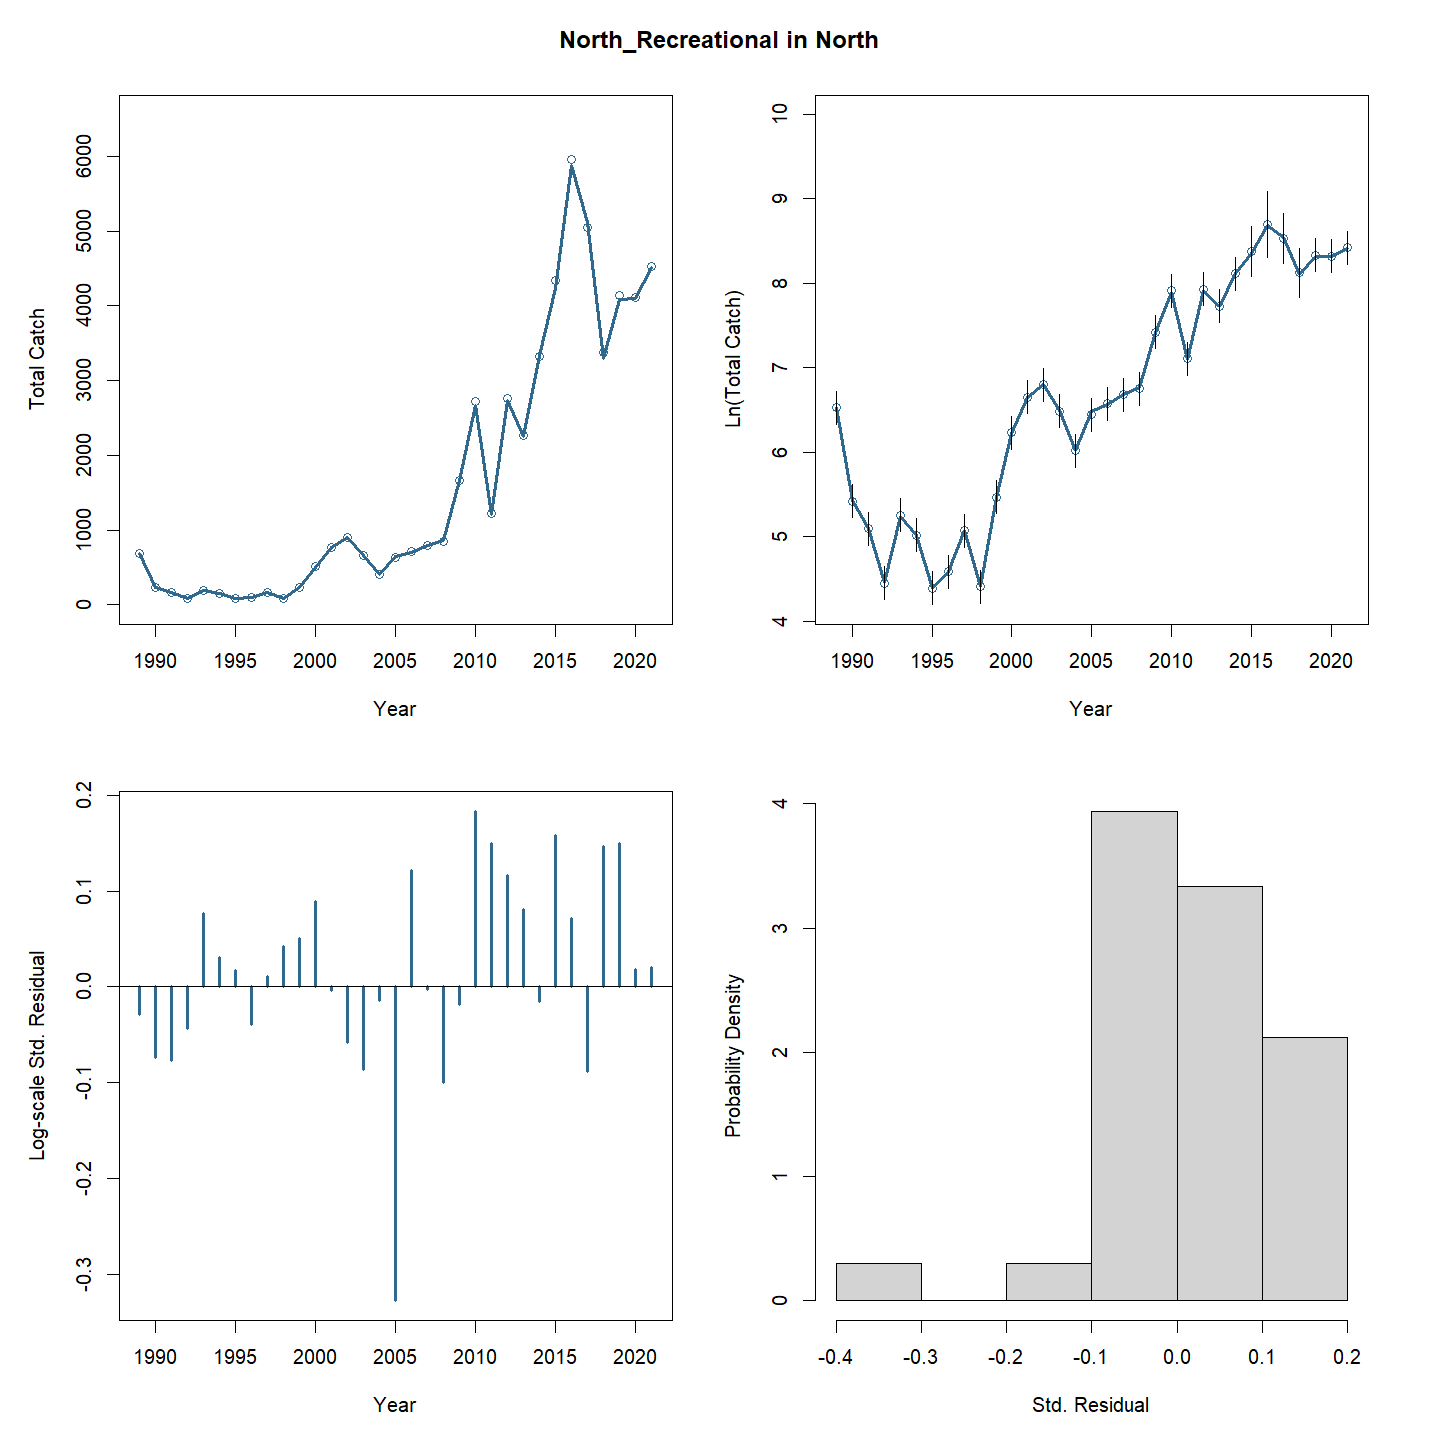 North_Recreational in North
Total Catch
6000
5000
4000
3000
2000
1000
0
1990 1995 2000 2005 2010 2015 2020
Year
Ln(Total Catch)
10
9
8
7
6
5
4
1990 1995 2000 2005 2010 2015 2020
Year
Log-scale Std. Residual
0.2
0.1
0.0
-0.1
-0.2
-0.3
1990 1995 2000 2005 2010 2015 2020
Year
Probability Density
4
3
2
1
0
-0.4 -0.3 -0.2 -0.1 0.0 0.1 0.2
Std. Residual